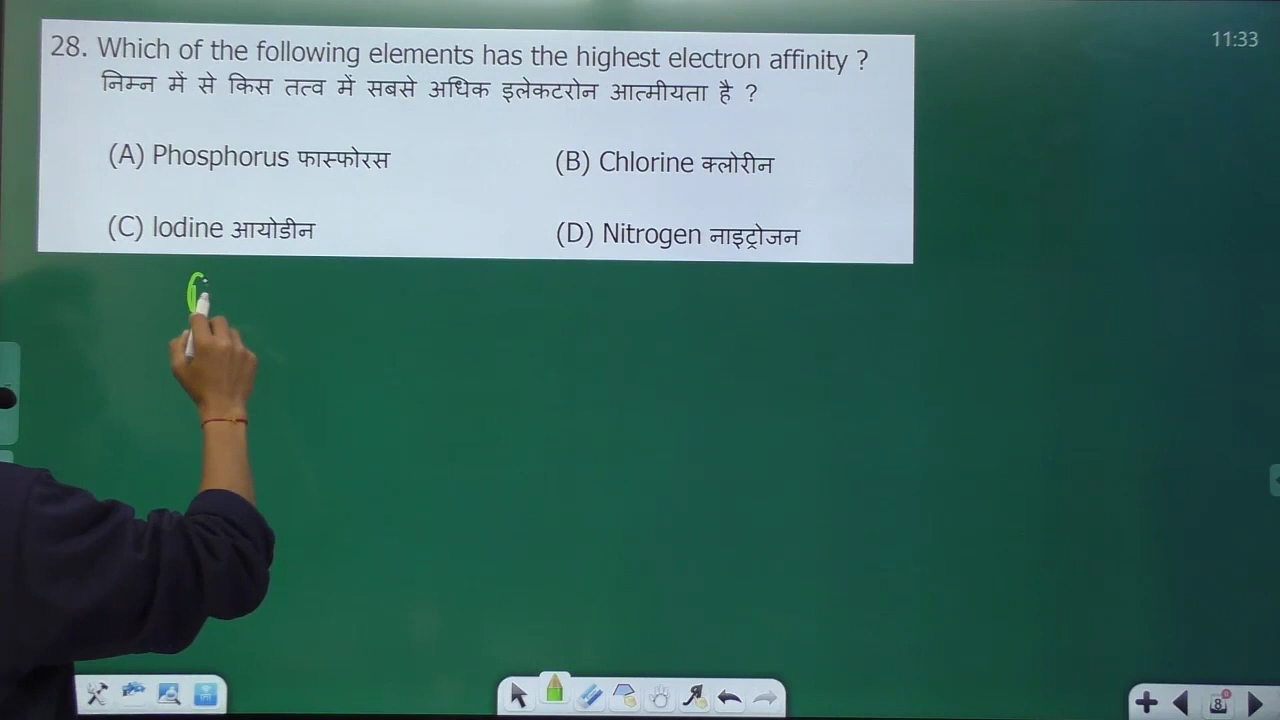 11:33
28. Which of the following elements has the highest electron affinity ?
निम्न में से किस तत्व में सबसे अधिक इलेकटरोन आत्मीयता है ?
(A) Phosphorus फास्फोरस (B) Chlorine क्लोरीन
(C) Iodine आयोडीन (D) Nitrogen नाइट्रोजन
8